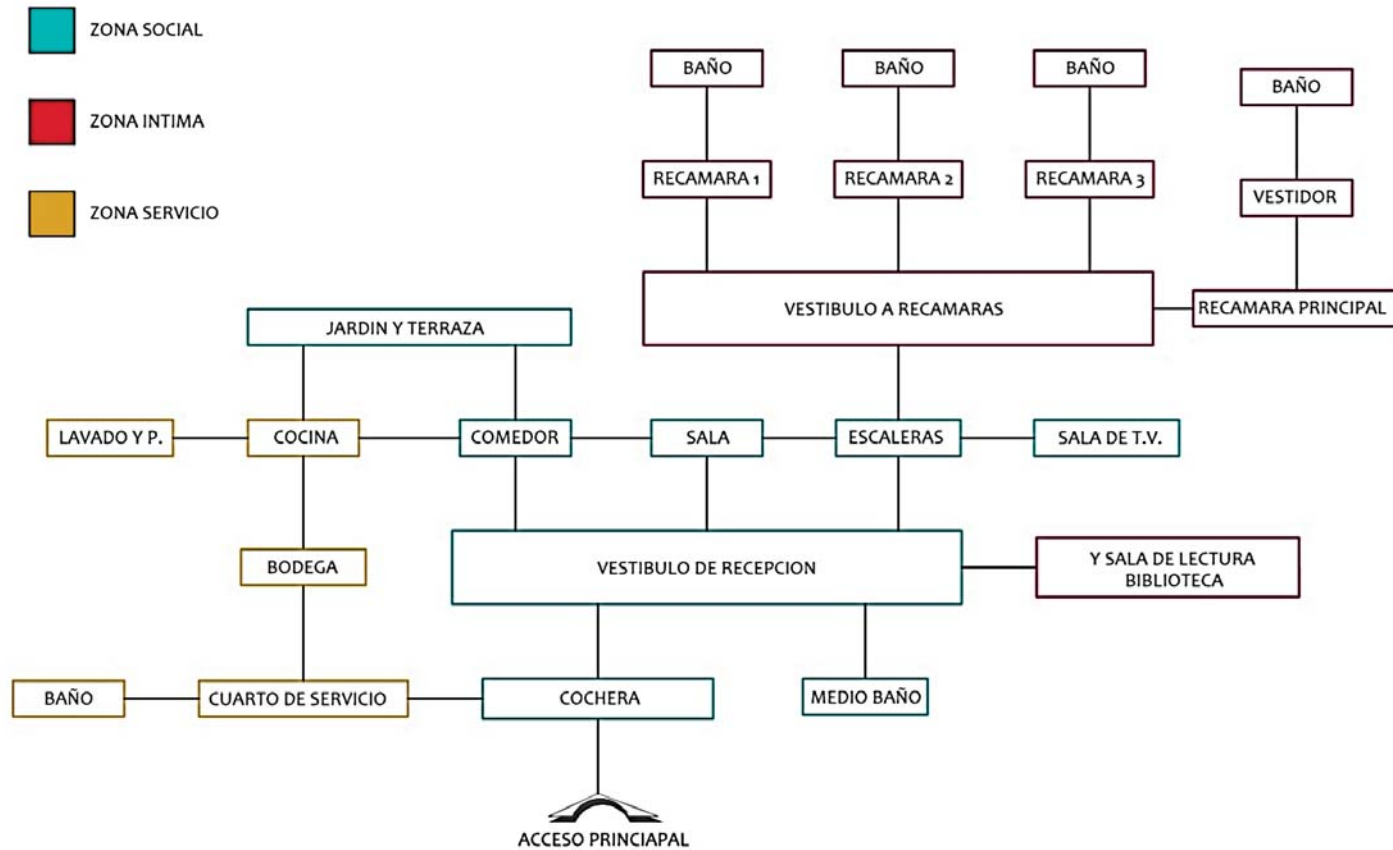 ZONA SOCIAL
ZONA INTIMA
ZONA SERVICIO
BAÑO
BAÑO
BAÑO
BAÑO
RECAMARA 1
RECAMARA 2
RECAMARA 3
VESTIDOR
VESTIBULO A RECAMARAS
RECAMARA PRINCIPAL
JARDIN Y TERRAZA
LAVADO Y P.
COCINA
COMEDOR
SALA
ESCALERAS
SALA DE T.V.
BODEGA
VESTIBULO DE RECEPCION
Y SALA DE LECTURA
BIBLIOTECA
BAÑO
CUARTO DE SERVICIO
COCHERA
MEDIO BAÑO
ACCESO PRINCIAPAL